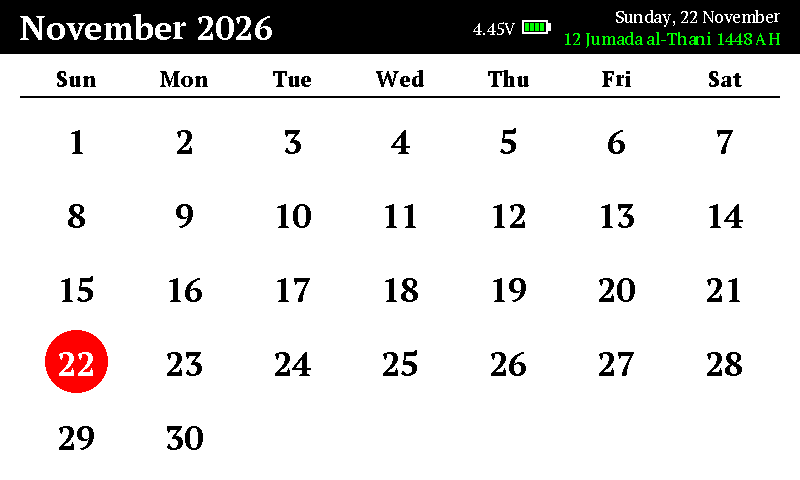 November 2026
4.45V
Sunday, 22 November
12 Jumada al-Thani 1448 AH
Sun Mon Tue Wed Thu Fri Sat
1 2 3 4 5 6 7
8 9 10 11 12 13 14
15 16 17 18 19 20 21
22 23 24 25 26 27 28
29 30